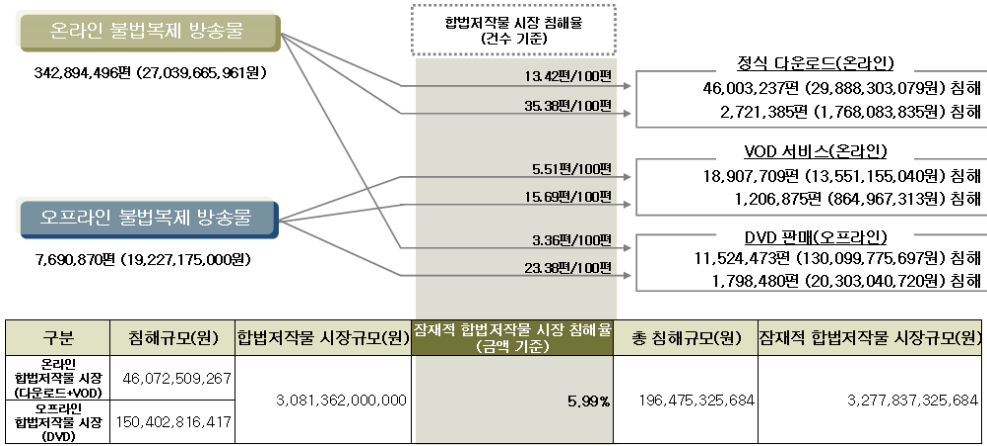 온라인 불법복제 방송물
342,894,496편 (27,039,665,961원)
오프라인 불법복제 방송물
7,690,870편 (19,227,175,000원)
합법저작물 시장 침해율
(건수 기준)
13.42편/100편
35.38편/100편
5.51편/100편
15.69편/100편
3.36편/100편
23.38편/100편
정식 다운로드(온라인)
46,003,237편 (29,888,303,079원) 침해
2,721,385편 (1,768,083,835원) 침해
VOD 서비스(온라인)
18,907,709편 (13,551,155,040원) 침해
1,206,875편 (864,967,313원) 침해
DVD 판매(오프라인)
11,524,473편 (130,099,775,697원) 침해
1,798,480편 (20,303,040,720원) 침해
구분
침해규모(원)
합법저작물 시장규모(원)
잠재적 합법저작물 시장 침해율
(금액 기준)
총 침해규모(원)
잠재적 합법저작물 시장규모(원)
온라인
합법저작물 시장
(다운로드+VOD)
46,072,509,267
3,081,362,000,000
5.99%
196,475,325,684
3,277,837,325,684
오프라인
합법저작물 시장
(DVD)
150,402,816,417